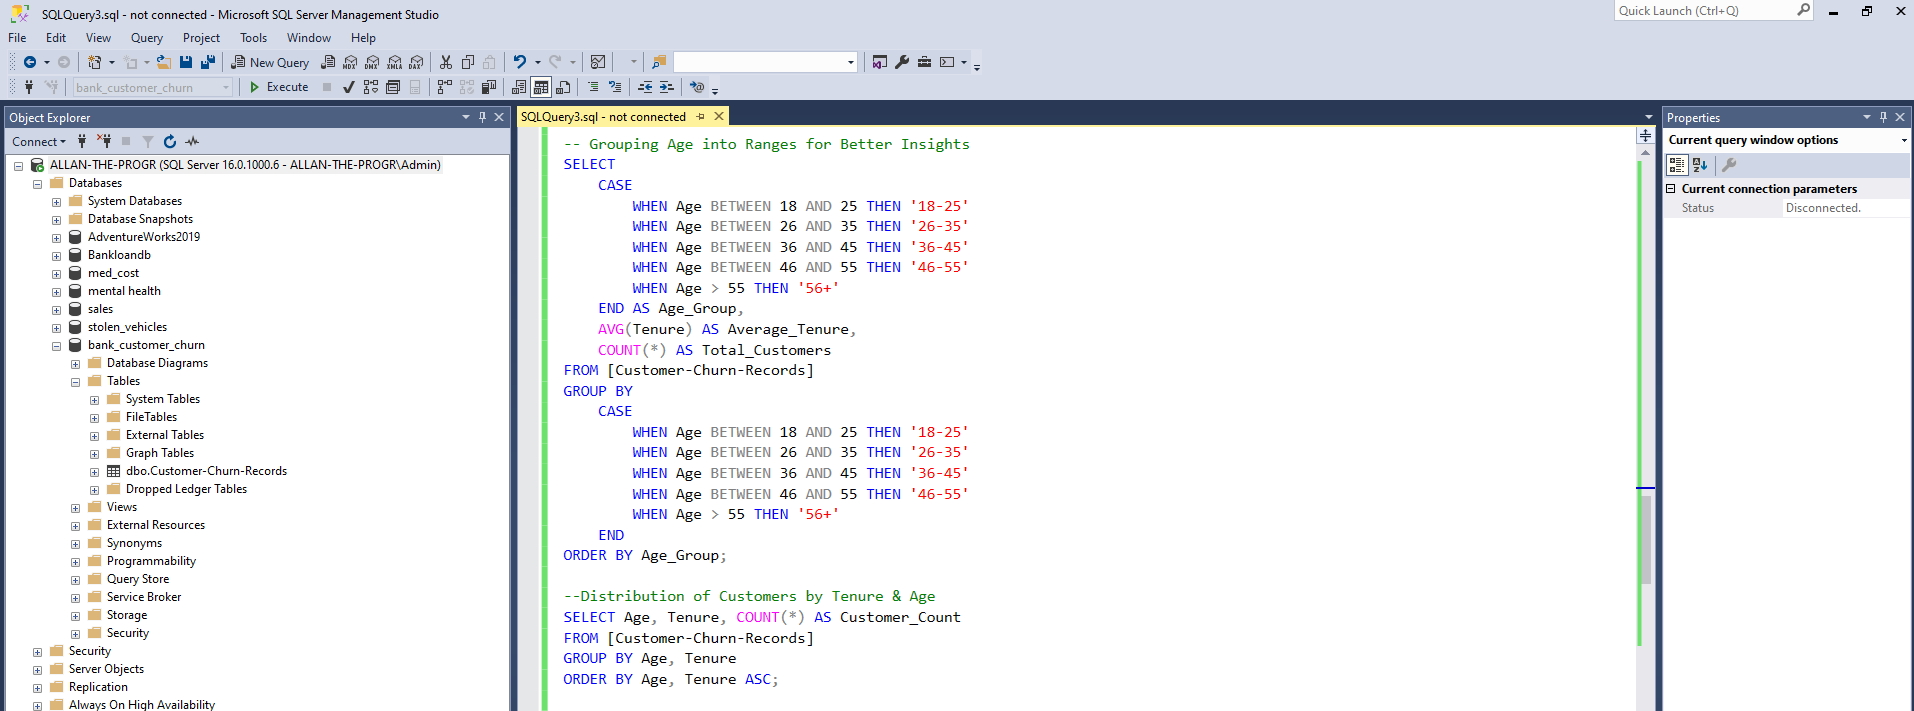 SQLQuery3.sql - not connected - Microsoft SQL Server Management Studio
Quick Launch (Ctrl+Q)
File Edit View Query Project Tools Window Help
New Query MDX DMX XMLA DAX
bank_customer_churn Execute
Object Explorer
Connect
ALLAN-THE-PROGR (SQL Server 16.0.1000.6 - ALLAN-THE-PROGR\Admin)
Databases
System Databases
Database Snapshots
AdventureWorks2019
Bankloandb
med_cost
mental health
sales
stolen_vehicles
bank_customer_churn
Database Diagrams
Tables
System Tables
FileTables
External Tables
Graph Tables
dbo.Customer-Churn-Records
Dropped Ledger Tables
Views
External Resources
Synonyms
Programmability
Query Store
Service Broker
Storage
Security
Security
Server Objects
Replication
Always On High Availability
SQLQuery3.sql - not connected
-- Grouping Age into Ranges for Better Insights
SELECT
CASE
WHEN Age BETWEEN 18 AND 25 THEN '18-25'
WHEN Age BETWEEN 26 AND 35 THEN '26-35'
WHEN Age BETWEEN 36 AND 45 THEN '36-45'
WHEN Age BETWEEN 46 AND 55 THEN '46-55'
WHEN Age > 55 THEN '56+'
END AS Age_Group,
AVG(Tenure) AS Average_Tenure,
COUNT(*) AS Total_Customers
FROM [Customer-Churn-Records]
GROUP BY
CASE
WHEN Age BETWEEN 18 AND 25 THEN '18-25'
WHEN Age BETWEEN 26 AND 35 THEN '26-35'
WHEN Age BETWEEN 36 AND 45 THEN '36-45'
WHEN Age BETWEEN 46 AND 55 THEN '46-55'
WHEN Age > 55 THEN '56+'
END
ORDER BY Age_Group;
--Distribution of Customers by Tenure & Age
SELECT Age, Tenure, COUNT(*) AS Customer_Count
FROM [Customer-Churn-Records]
GROUP BY Age, Tenure
ORDER BY Age, Tenure ASC;
Properties
Current query window options
Current connection parameters
Status Disconnected.